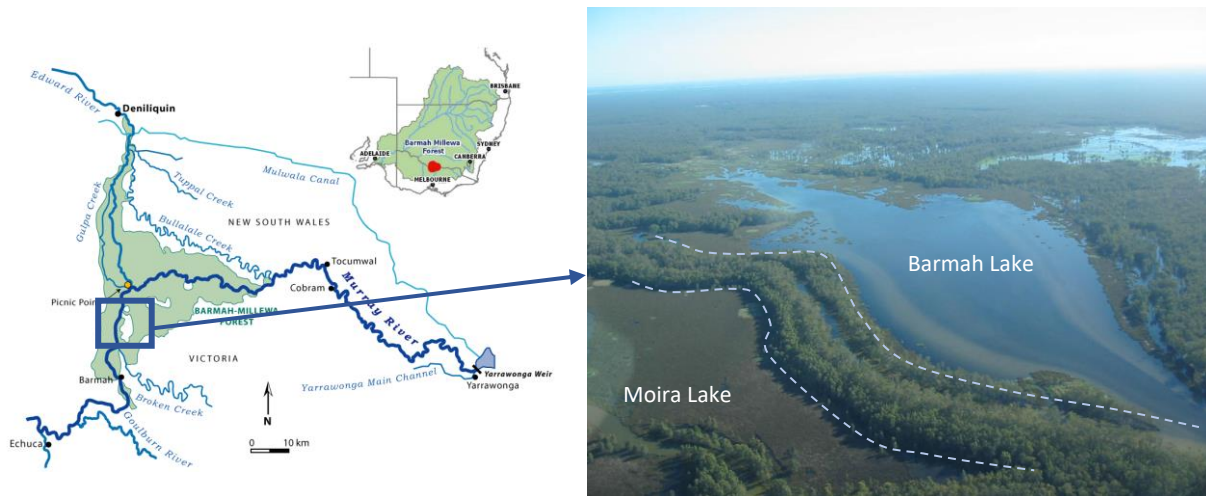 Edward River
Deniliquin
Mulwala Canal
Tuppal Creek
Gulpa Creek
Bullalale Creek
NEW SOUTH WALES
Tocumwal
Cobram
Murray River
Picnic Poin
BARMAH-MILLEWA
FOREST
VICTORIA
Barmah
Broken Creek
Goulburn River
Echuca
N
0 10 km
Yarrawonga Main Channel
Yarrawonga Weir
Yarrawonga
BRISBANE
SYDNEY
CANBERRA
ADELAIDE
MELBOURNE
Barmah Millewa
Forest
Barmah Lake
Moira Lake